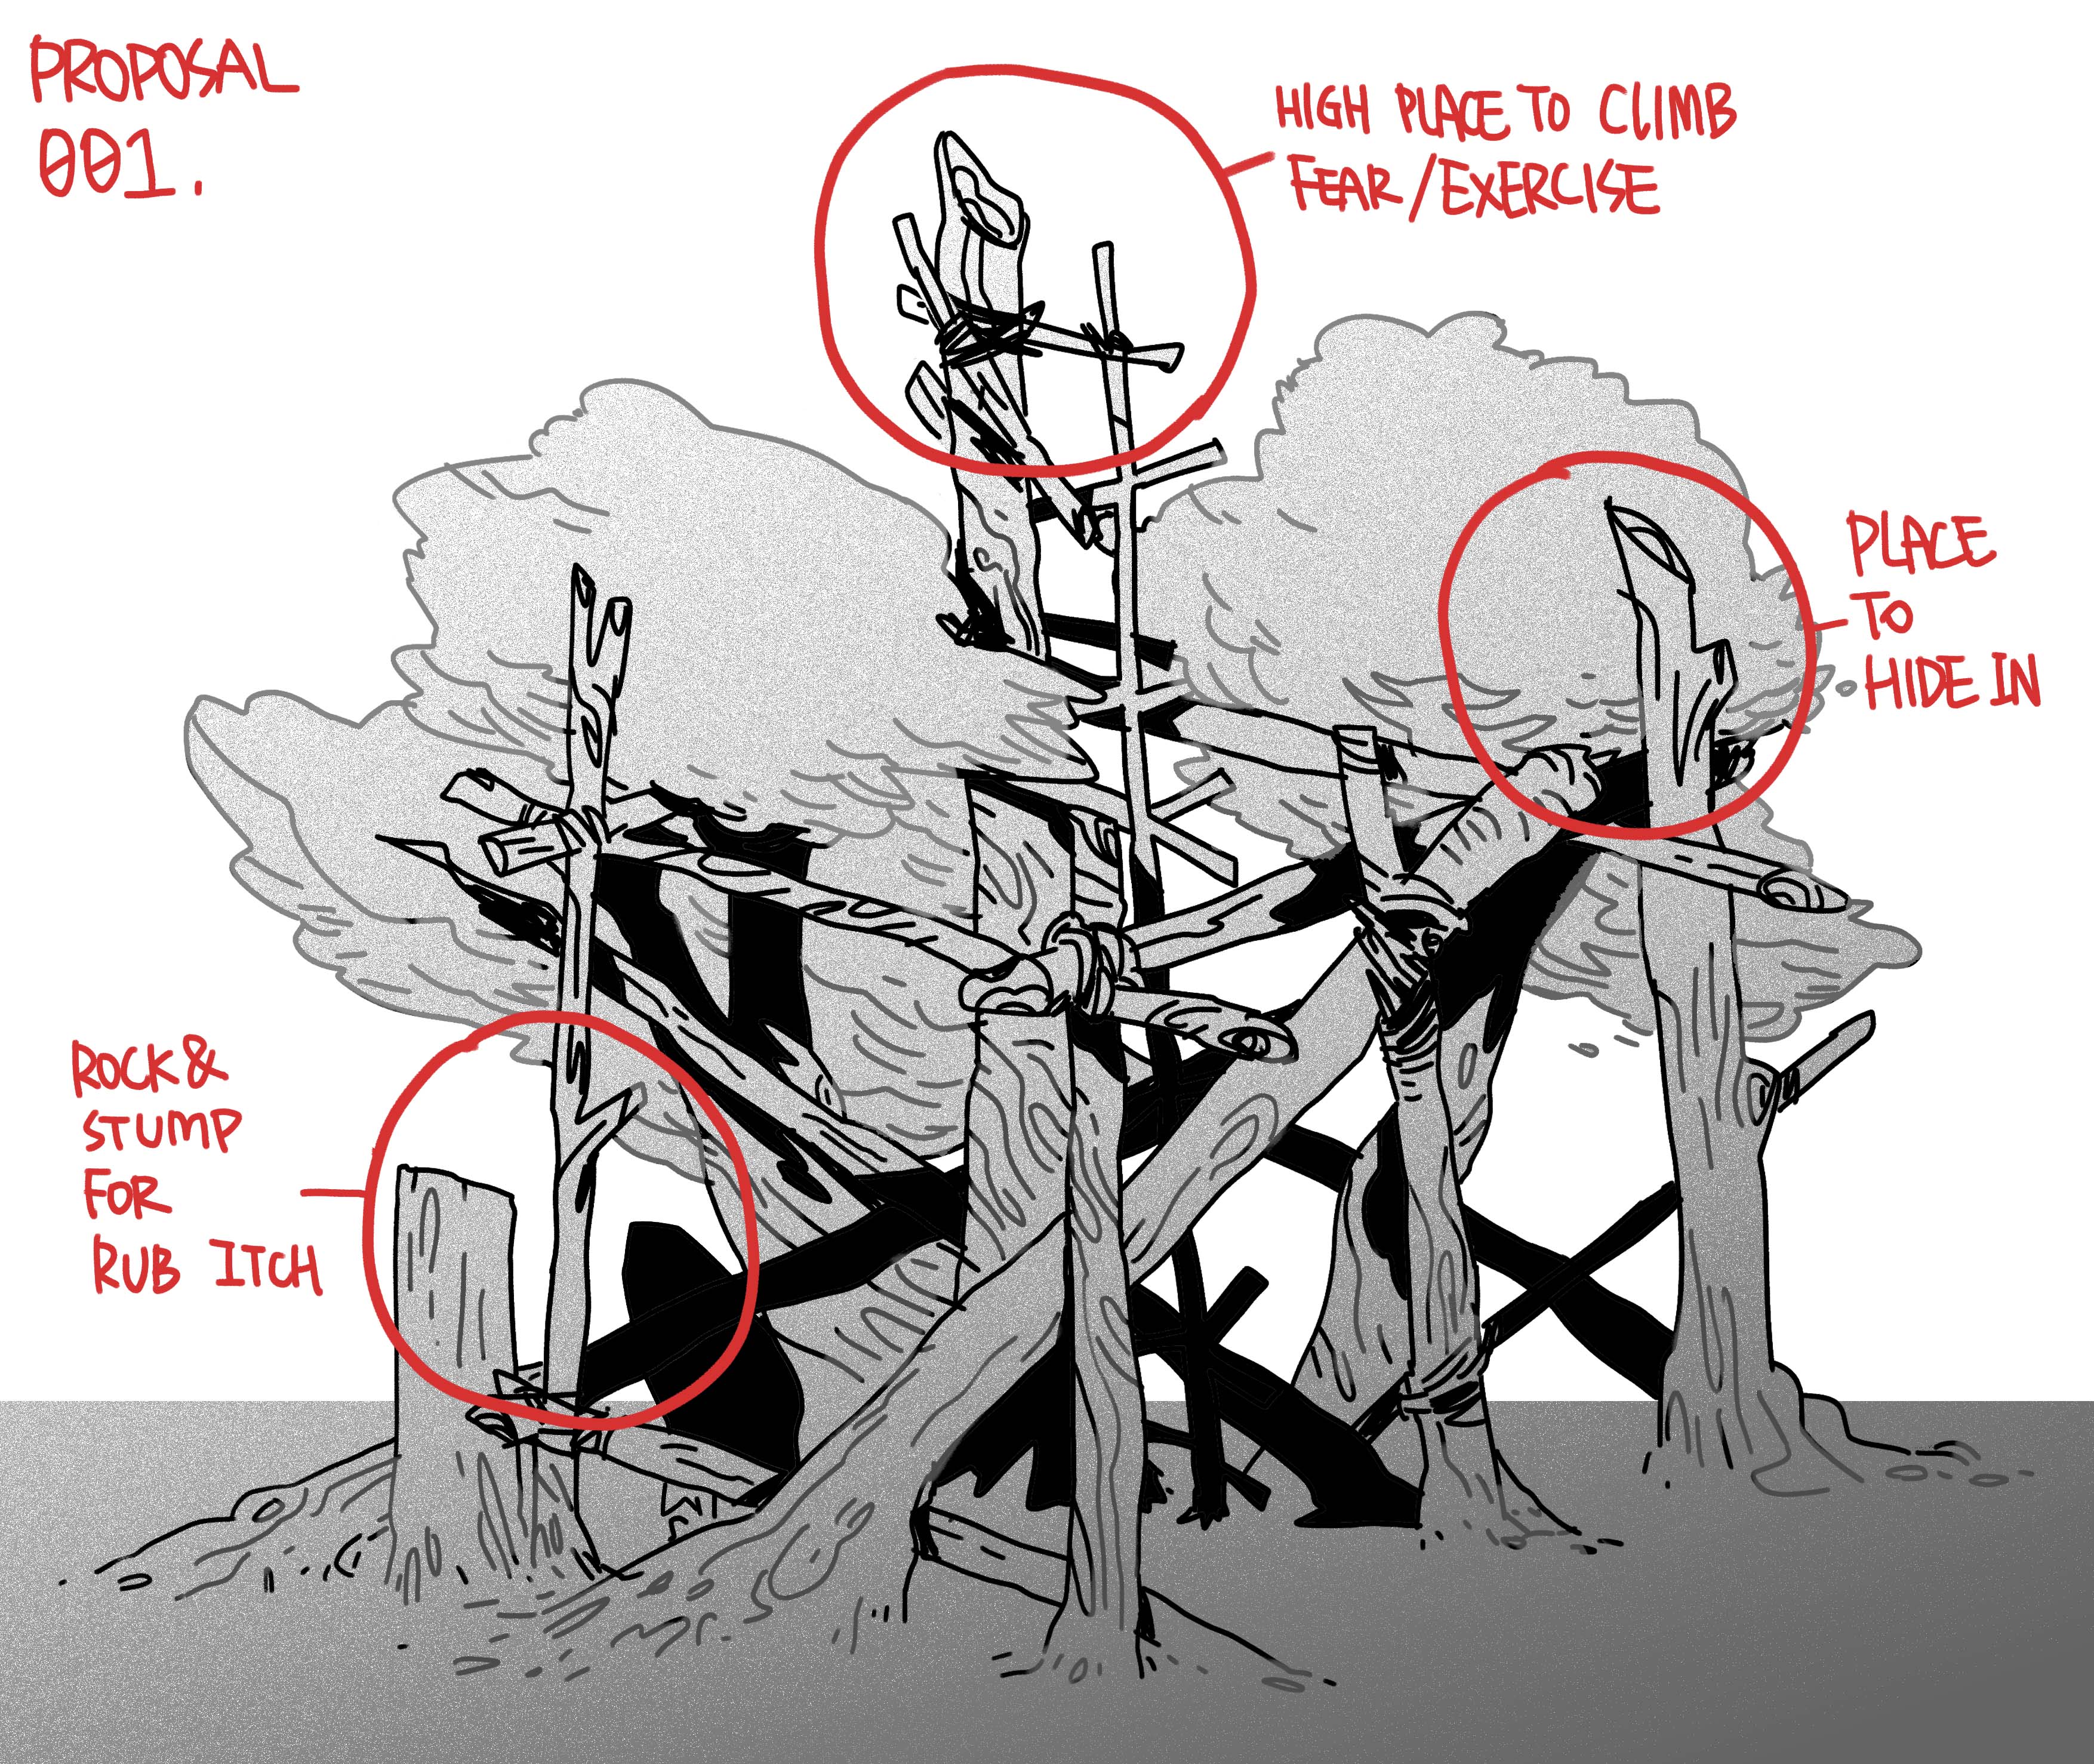 PROPOSAL
001.
HIGH PLACE TO CLIMB
FEAR/EXERCISE
PLACE
TO
HIDE IN
ROCK &
STUMP
FOR
RUB ITCH